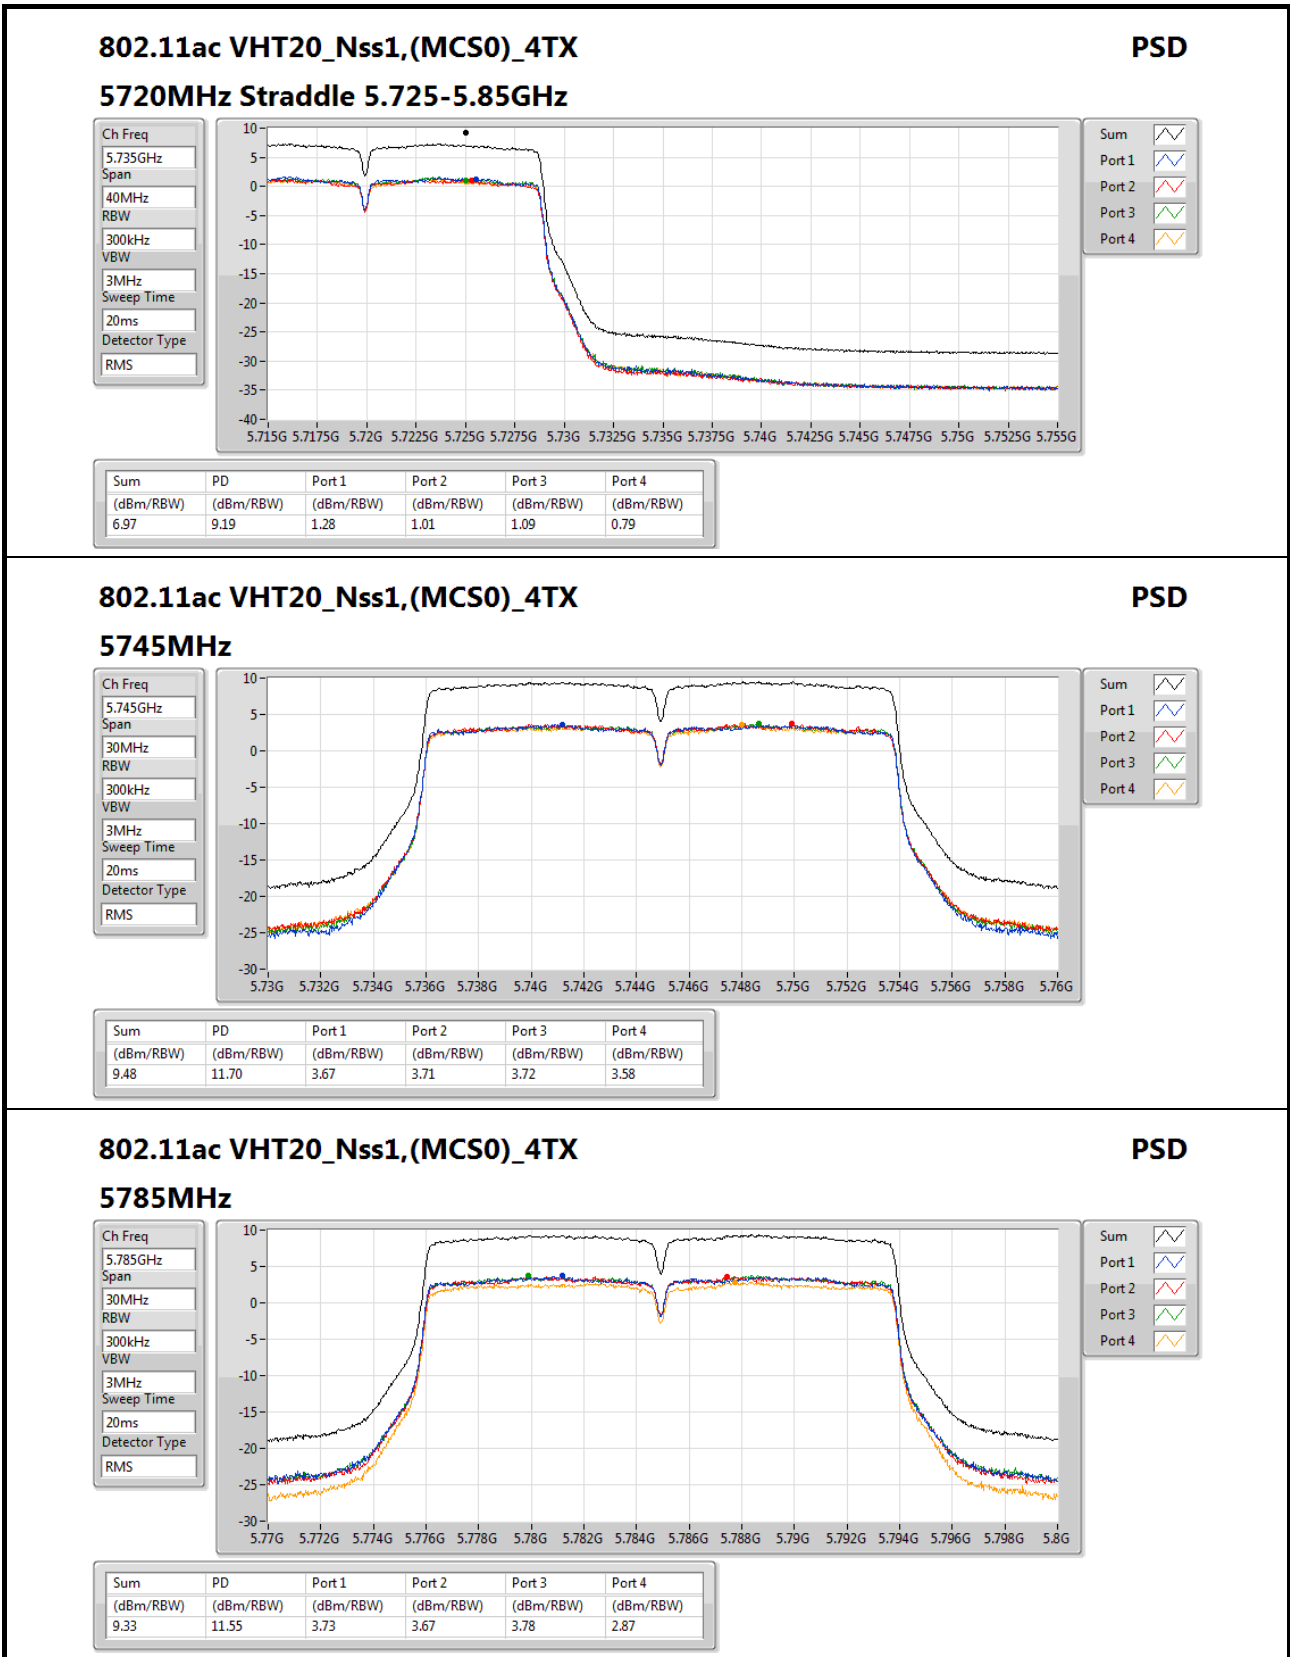 802.11ac VHT20_Nss1,(MCS0)_4TX PSD
5720MHz Straddle 5.725-5.85GHz
Ch Freq
5.735GHz
Span
40MHz
RBW
300kHz
VBW
3MHz
Sweep Time
20ms
Detector Type
RMS
10
5
0
-5
-10
-15
-20
-25
-30
-35
-40
5.715G 5.7175G 5.72G 5.7225G 5.725G 5.7275G 5.73G 5.7325G 5.735G 5.7375G 5.74G 5.7425G 5.745G 5.7475G 5.75G 5.7525G 5.755G
Sum
Port 1
Port 2
Port 3
Port 4
Sum PD Port 1 Port 2 Port 3 Port 4
(dBm/RBW) (dBm/RBW) (dBm/RBW) (dBm/RBW) (dBm/RBW) (dBm/RBW)
6.97 9.19 1.28 1.01 1.09 0.79
802.11ac VHT20_Nss1,(MCS0)_4TX PSD
5745MHz
Ch Freq
5.745GHz
Span
30MHz
RBW
300kHz
VBW
3MHz
Sweep Time
20ms
Detector Type
RMS
10
5
0
-5
-10
-15
-20
-25
-30
5.73G 5.732G 5.734G 5.736G 5.738G 5.74G 5.742G 5.744G 5.746G 5.748G 5.75G 5.752G 5.754G 5.756G 5.758G 5.76G
Sum
Port 1
Port 2
Port 3
Port 4
Sum PD Port 1 Port 2 Port 3 Port 4
(dBm/RBW) (dBm/RBW) (dBm/RBW) (dBm/RBW) (dBm/RBW) (dBm/RBW)
9.48 11.70 3.67 3.71 3.72 3.58
802.11ac VHT20_Nss1,(MCS0)_4TX PSD
5785MHz
Ch Freq
5.785GHz
Span
30MHz
RBW
300kHz
VBW
3MHz
Sweep Time
20ms
Detector Type
RMS
10
5
0
-5
-10
-15
-20
-25
-30
5.77G 5.772G 5.774G 5.776G 5.778G 5.78G 5.782G 5.784G 5.786G 5.788G 5.79G 5.792G 5.794G 5.796G 5.798G 5.8G
Sum
Port 1
Port 2
Port 3
Port 4
Sum PD Port 1 Port 2 Port 3 Port 4
(dBm/RBW) (dBm/RBW) (dBm/RBW) (dBm/RBW) (dBm/RBW) (dBm/RBW)
9.33 11.55 3.73 3.67 3.78 2.87